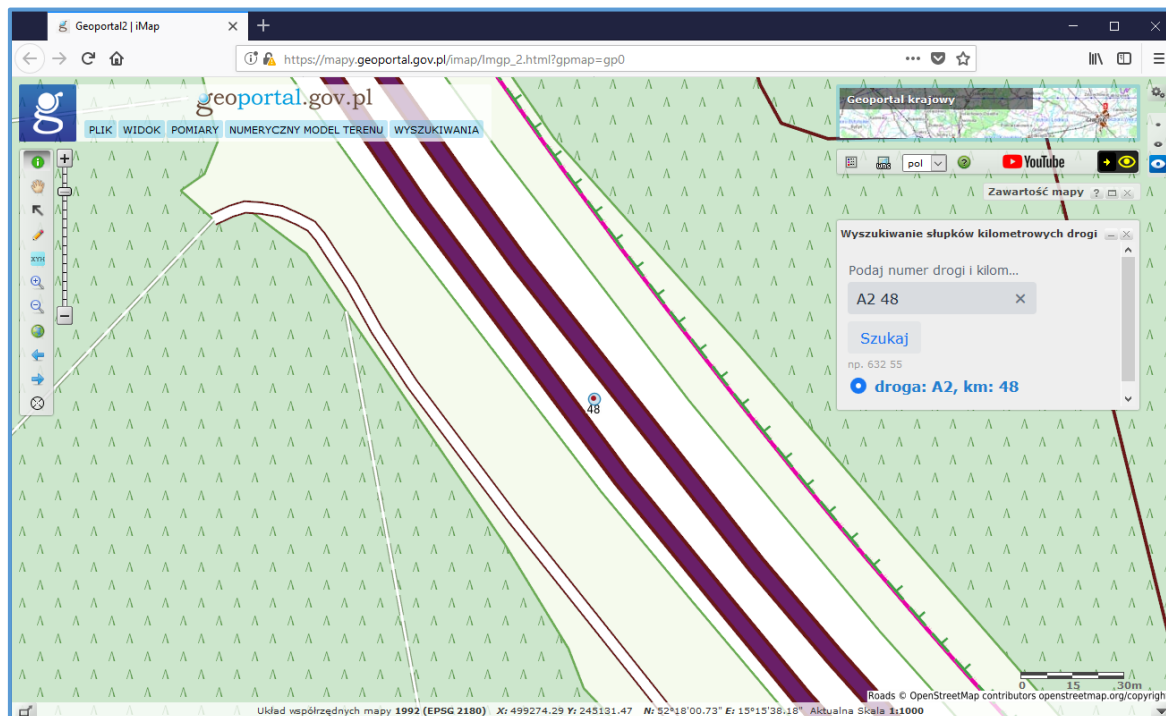 Geoportal2 | iMap
https://mapy.geoportal.gov.pl/imap/Imgp_2.html?gpmap=gp0
geoportal.gov.pl
PLIK WIDOK POMIARY NUMERYCZNY MODEL TERENU WYSZUKIWANIA
Geoportal krajowy
pol
YouTube
Zawartość mapy
Wyszukiwanie słupków kilometrowych drogi
Podaj numer drogi i kilom...
A2 48
Szukaj
np. 632 55
droga: A2, km: 48
XYH
48
0 15 30m
Roads © OpenStreetMap contributors openstreetmap.org/copyrigh
Układ współrzędnych mapy 1992 (EPSG 2180) X: 499274.29 Y: 245131.47 N: 52°18'00.73" E: 15°15'38.18" Aktualna Skala 1:1000